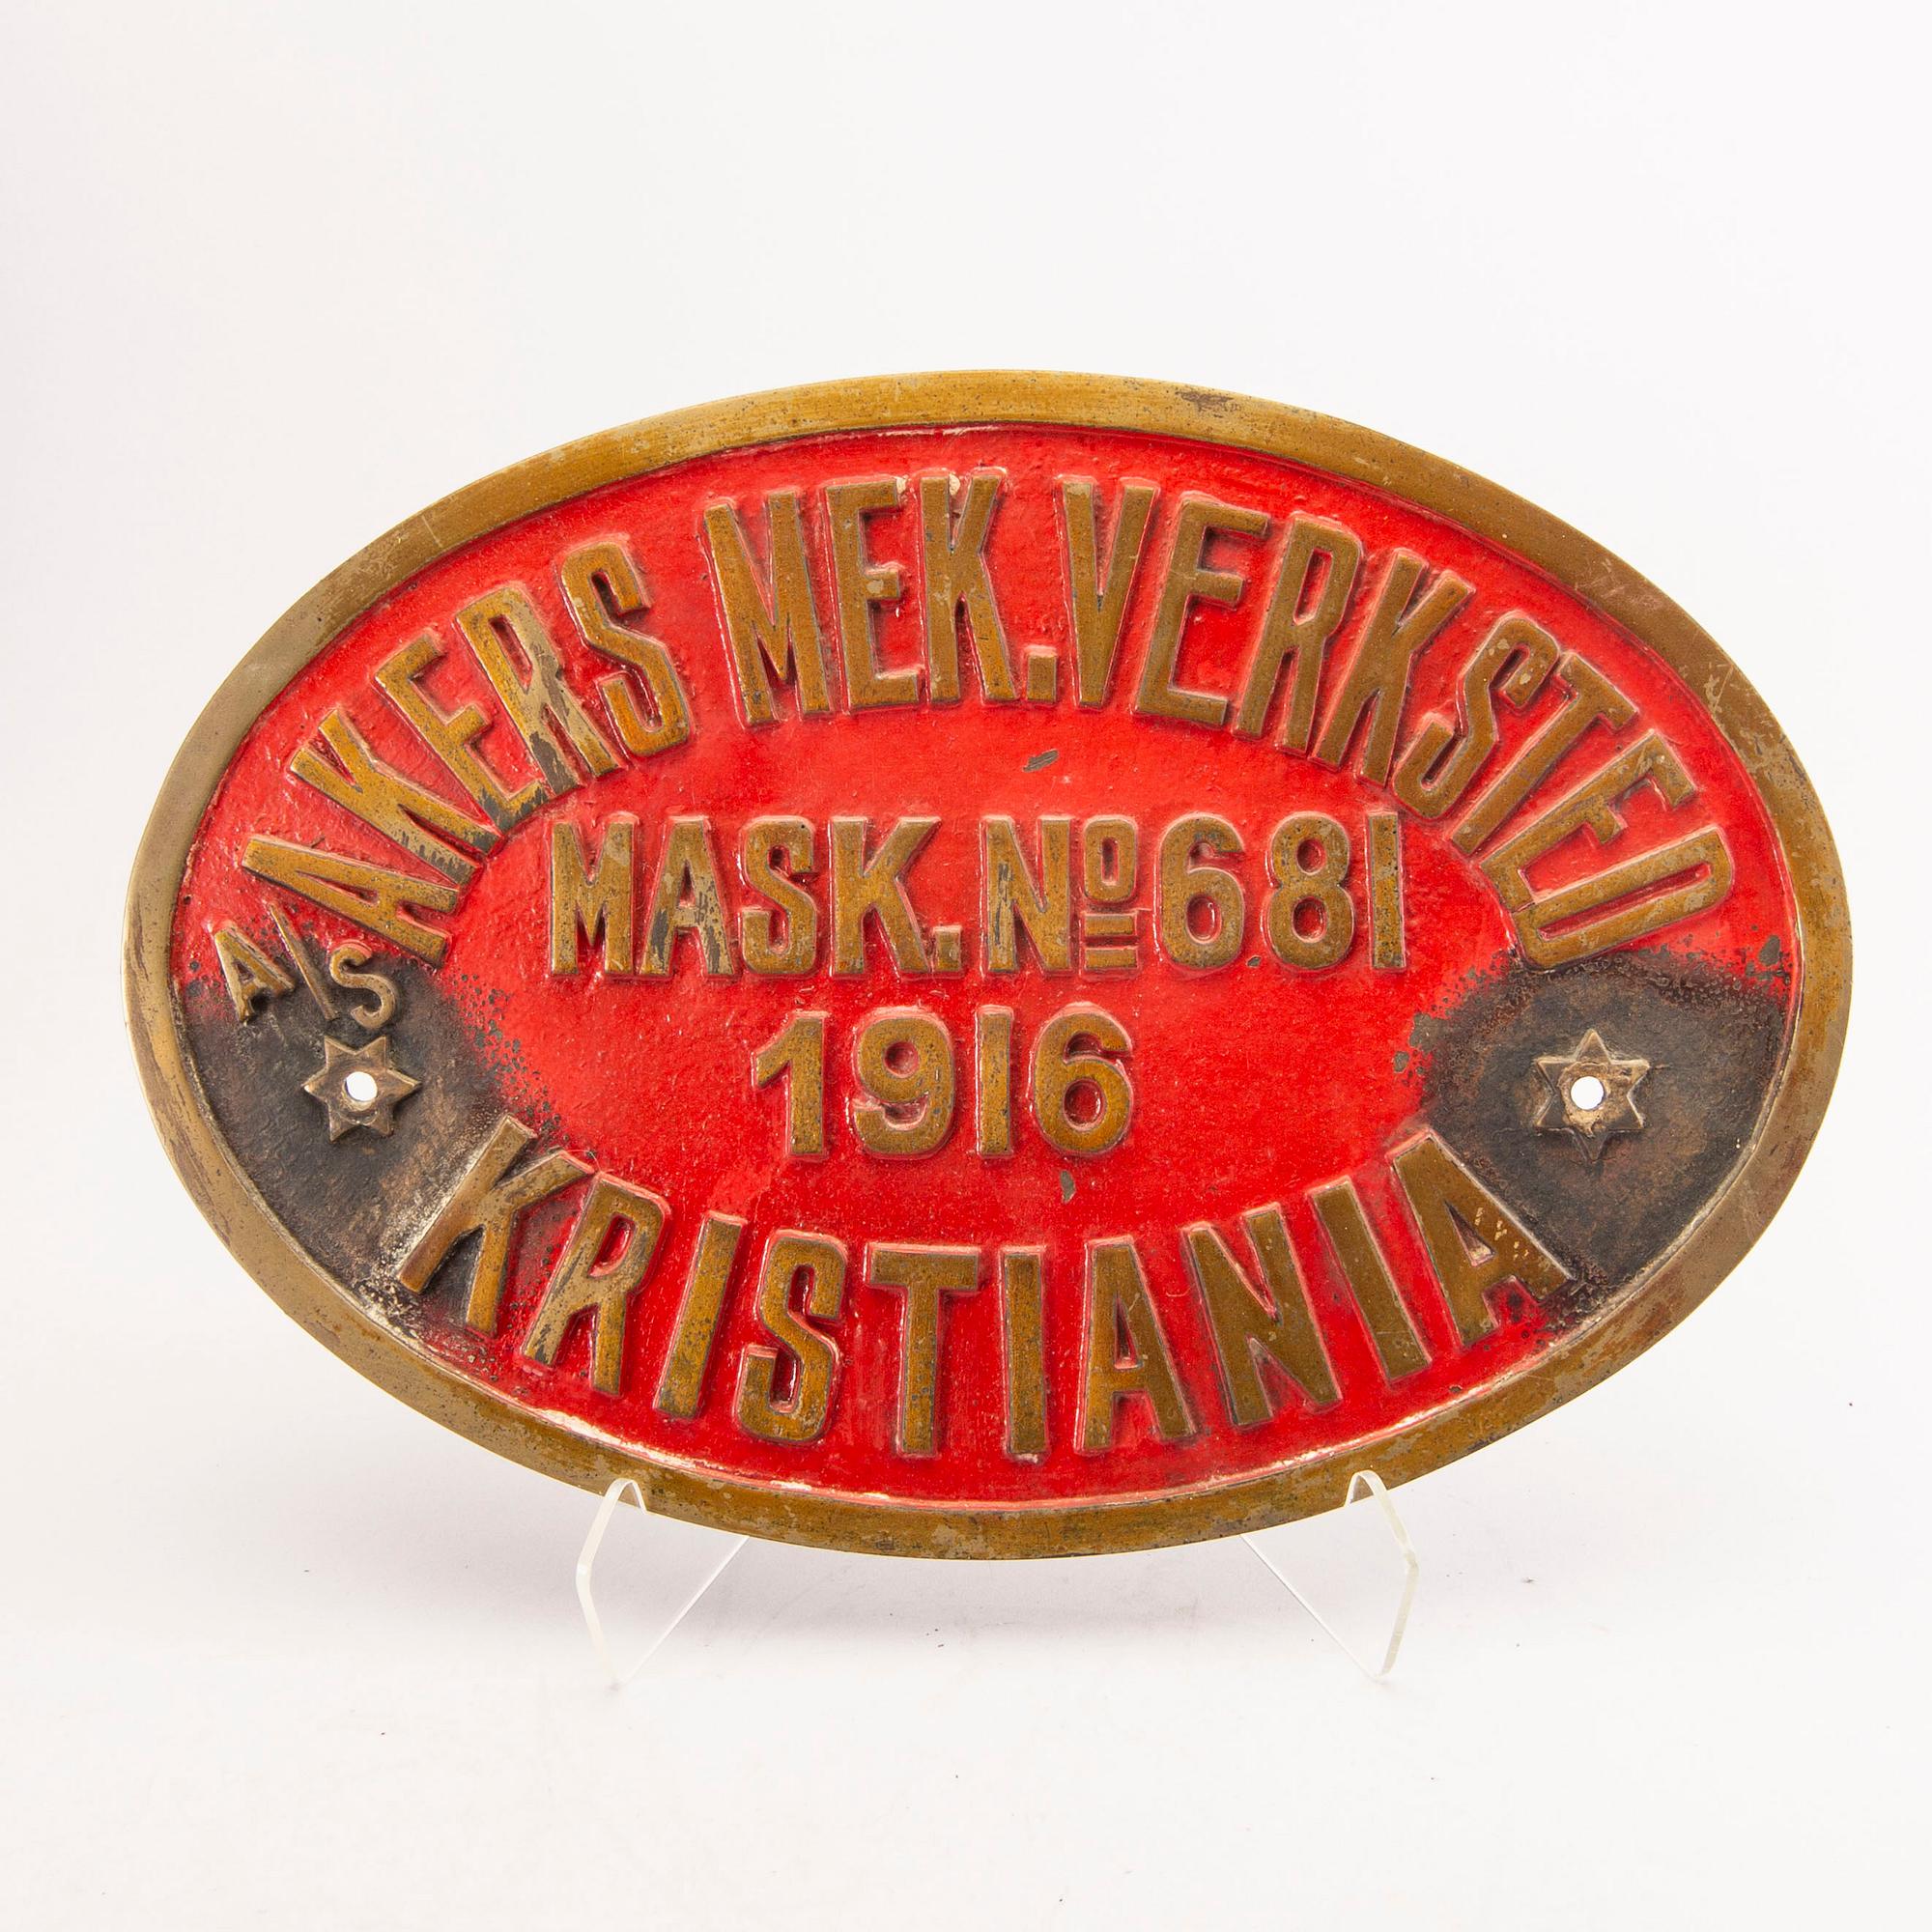 A/S AKERS MEK. VERKSTED
MASK. Nº 681
1916
KRISTIANIA